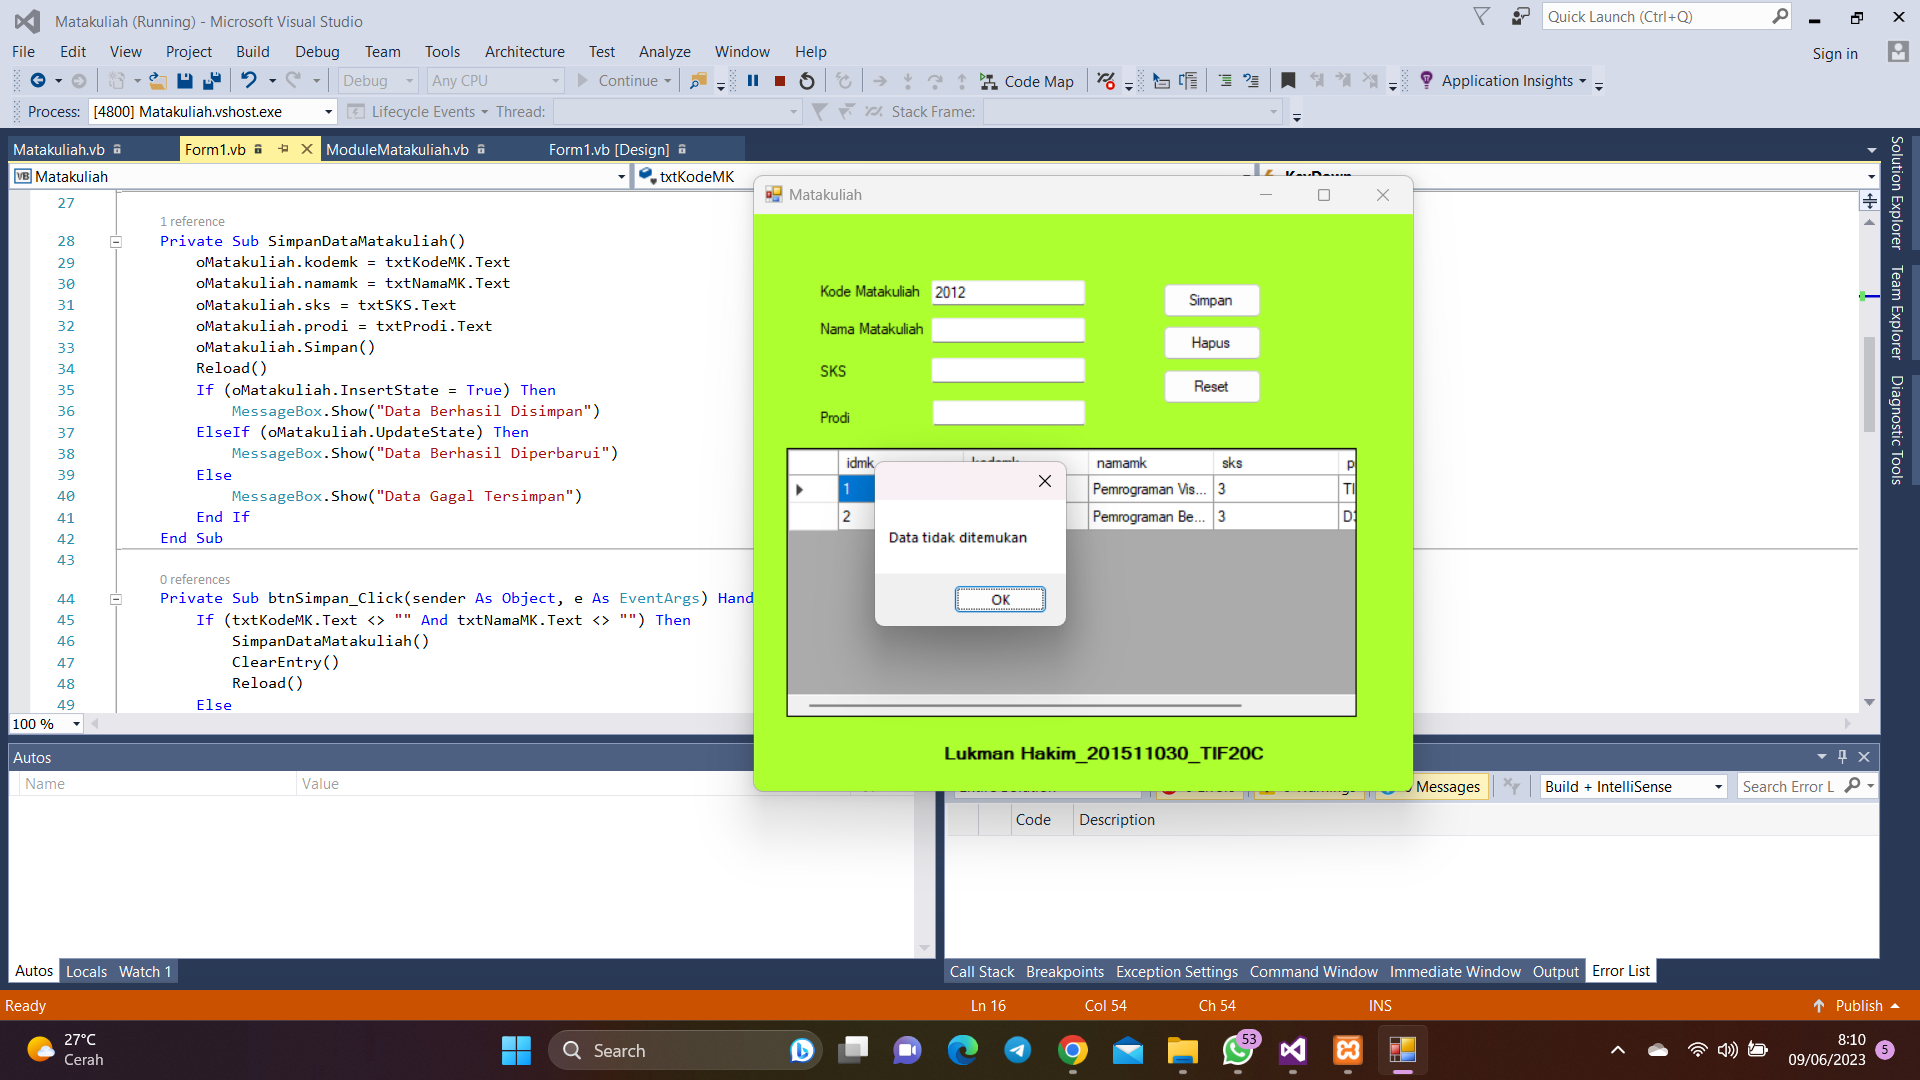 Matakuliah (Running) - Microsoft Visual Studio
Quick Launch (Ctrl+Q)
File Edit View Project Build Debug Team Tools Architecture Test Analyze Window Help
Sign in
Debug Any CPU Continue Code Map Application Insights
Process: [4800] Matakuliah.vshost.exe Lifecycle Events Thread: Stack Frame:
Matakuliah.vb Form1.vb ModuleMatakuliah.vb Form1.vb [Design]
VB Matakuliah txtKodeMK
27
1 reference
28 Private Sub SimpanDataMatakuliah()
29 oMatakuliah.kodemk = txtKodeMK.Text
30 oMatakuliah.namamk = txtNamaMK.Text
31 oMatakuliah.sks = txtSKS.Text
32 oMatakuliah.prodi = txtProdi.Text
33 oMatakuliah.Simpan()
34 Reload()
35 If (oMatakuliah.InsertState = True) Then
36 MessageBox.Show("Data Berhasil Disimpan")
37 ElseIf (oMatakuliah.UpdateState) Then
38 MessageBox.Show("Data Berhasil Diperbarui")
39 Else
40 MessageBox.Show("Data Gagal Tersimpan")
41 End If
42 End Sub
43
0 references
44 Private Sub btnSimpan_Click(sender As Object, e As EventArgs) Hand
45 If (txtKodeMK.Text <> "" And txtNamaMK.Text <> "") Then
46 SimpanDataMatakuliah()
47 ClearEntry()
48 Reload()
49 Else
100 %
Matakuliah
Kode Matakuliah 2012
Nama Matakuliah
SKS
Prodi
Simpan
Hapus
Reset
idmk namamk sks p
1 Pemrograman Vis... 3 TI
2 Pemrograman Be... 3 D3
Data tidak ditemukan
OK
Lukman Hakim_201511030_TIF20C
Solution Explorer
Team Explorer
Diagnostic Tools
Autos
Name Value
Messages Build + IntelliSense Search Error L
Code Description
Autos Locals Watch 1
Call Stack Breakpoints Exception Settings Command Window Immediate Window Output Error List
Ready Ln 16 Col 54 Ch 54 INS Publish
27°C
Cerah
Search
53
8:10
09/06/2023
5